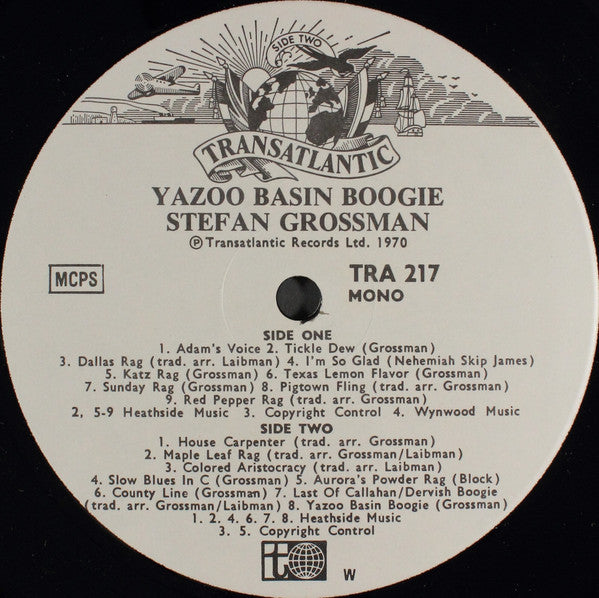 SIDE TWO
TRANSATLANTIC
YAZOO BASIN BOOGIE
STEFAN GROSSMAN
Ⓟ Transatlantic Records Ltd. 1970
MCPS
TRA 217
MONO
SIDE ONE
1. Adam's Voice 2. Tickle Dew (Grossman)
3. Dallas Rag (trad. arr. Laibman) 4. I'm So Glad (Nehemiah Skip James)
5. Katz Rag (Grossman) 6. Texas Lemon Flavor (Grossman)
7. Sunday Rag (Grossman) 8. Pigtown Fling (trad. arr. Grossman)
9. Red Pepper Rag (Grossman)
2, 5-9 Heathside Music 3. Copyright Control 4. Wynwood Music
SIDE TWO
1. House Carpenter (trad. arr. Grossman)
2. Maple Leaf Rag (trad. arr. Grossman/Laibman)
3. Colored Aristocracy (trad. arr. Laibman)
4. Slow Blues In C (Grossman) 5. Aurora's Powder Rag (Block)
6. County Line (Grossman) 7. Last Of Callahan/Dervish Boogie
(trad. arr. Grossman/Laibman) 8. Yazoo Basin Boogie (Grossman)
1. 2. 4. 6. 7. 8. Heathside Music
3. 5. Copyright Control
t
W